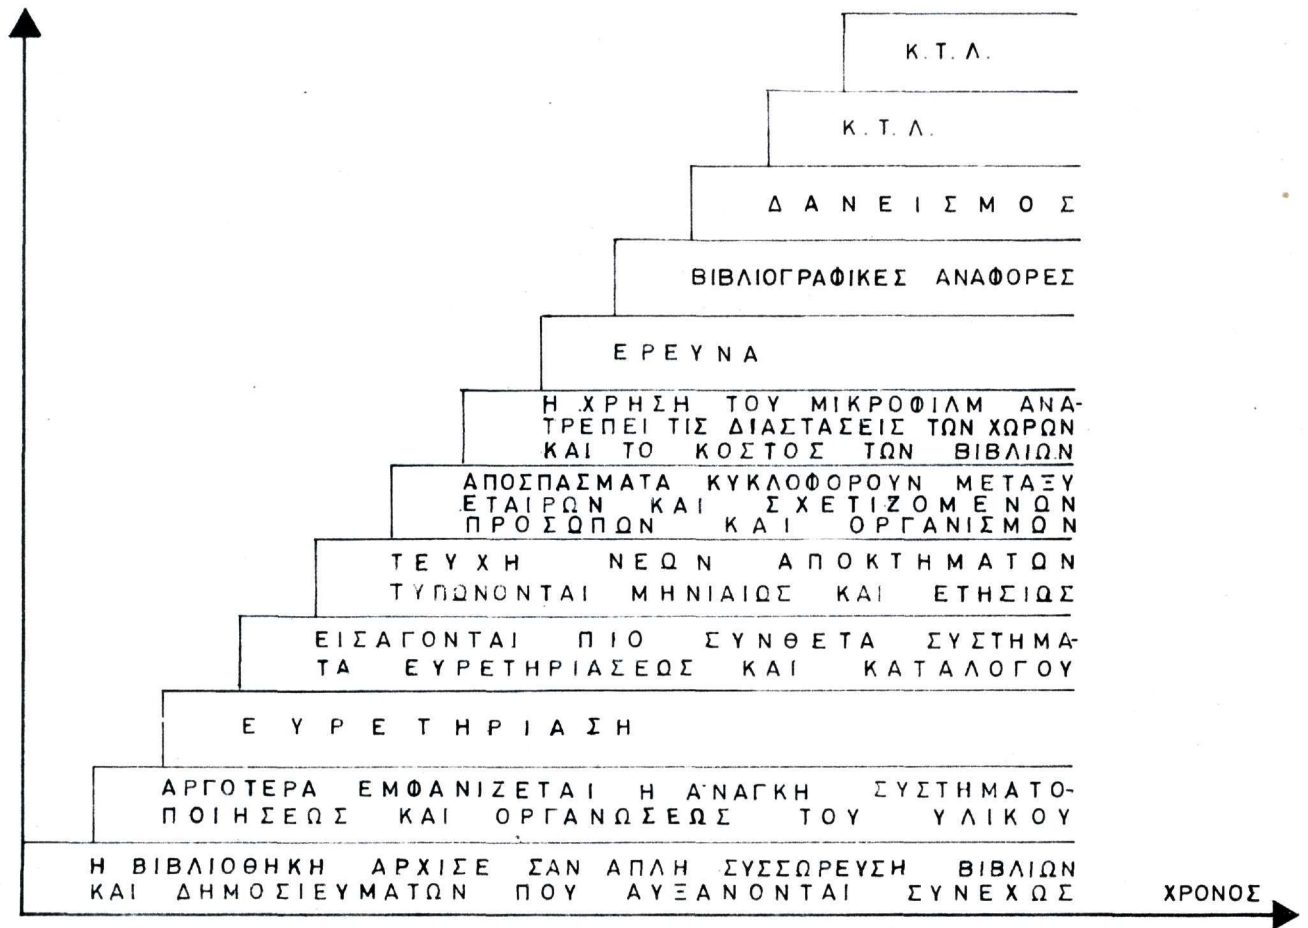 Κ.Τ.Λ.
Κ.Τ.Λ.
ΔΑΝΕΙΣΜΟΣ
ΒΙΒΛΙΟΓΡΑΦΙΚΕΣ ΑΝΑΦΟΡΕΣ
ΕΡΕΥΝΑ
Η ΧΡΗΣΗ ΤΟΥ ΜΙΚΡΟΦΙΛΜ ΑΝΑ-
ΤΡΕΠΕΙ ΤΙΣ ΔΙΑΣΤΑΣΕΙΣ ΤΩΝ ΧΩΡΩΝ
ΚΑΙ ΤΟ ΚΟΣΤΟΣ ΤΩΝ ΒΙΒΛΙΩΝ
ΑΠΟΣΠΑΣΜΑΤΑ ΚΥΚΛΟΦΟΡΟΥΝ ΜΕΤΑΞΥ
ΕΤΑΙΡΩΝ ΚΑΙ ΣΧΕΤΙΖΟΜΕΝΩΝ
ΠΡΟΣΩΠΩΝ ΚΑΙ ΟΡΓΑΝΙΣΜΩΝ
ΤΕΥΧΗ ΝΕΩΝ ΑΠΟΚΤΗΜΑΤΩΝ
ΤΥΠΩΝΟΝΤΑΙ ΜΗΝΙΑΙΩΣ ΚΑΙ ΕΤΗΣΙΩΣ
ΕΙΣΑΓΟΝΤΑΙ ΠΙΟ ΣΥΝΘΕΤΑ ΣΥΣΤΗΜΑ-
ΤΑ ΕΥΡΕΤΗΡΙΑΣΕΩΣ ΚΑΙ ΚΑΤΑΛΟΓΟΥ
ΕΥΡΕΤΗΡΙΑΣΗ
ΑΡΓΟΤΕΡΑ ΕΜΦΑΝΙΖΕΤΑΙ Η ΑΝΑΓΚΗ ΣΥΣΤΗΜΑΤΟ-
ΠΟΙΗΣΕΩΣ ΚΑΙ ΟΡΓΑΝΩΣΕΩΣ ΤΟΥ ΥΛΙΚΟΥ
Η ΒΙΒΛΙΟΘΗΚΗ ΑΡΧΙΣΕ ΣΑΝ ΑΠΛΗ ΣΥΣΣΩΡΕΥΣΗ ΒΙΒΛΙΩΝ
ΚΑΙ ΔΗΜΟΣΙΕΥΜΑΤΩΝ ΠΟΥ ΑΥΞΑΝΟΝΤΑΙ ΣΥΝΕΧΩΣ
ΧΡΟΝΟΣ